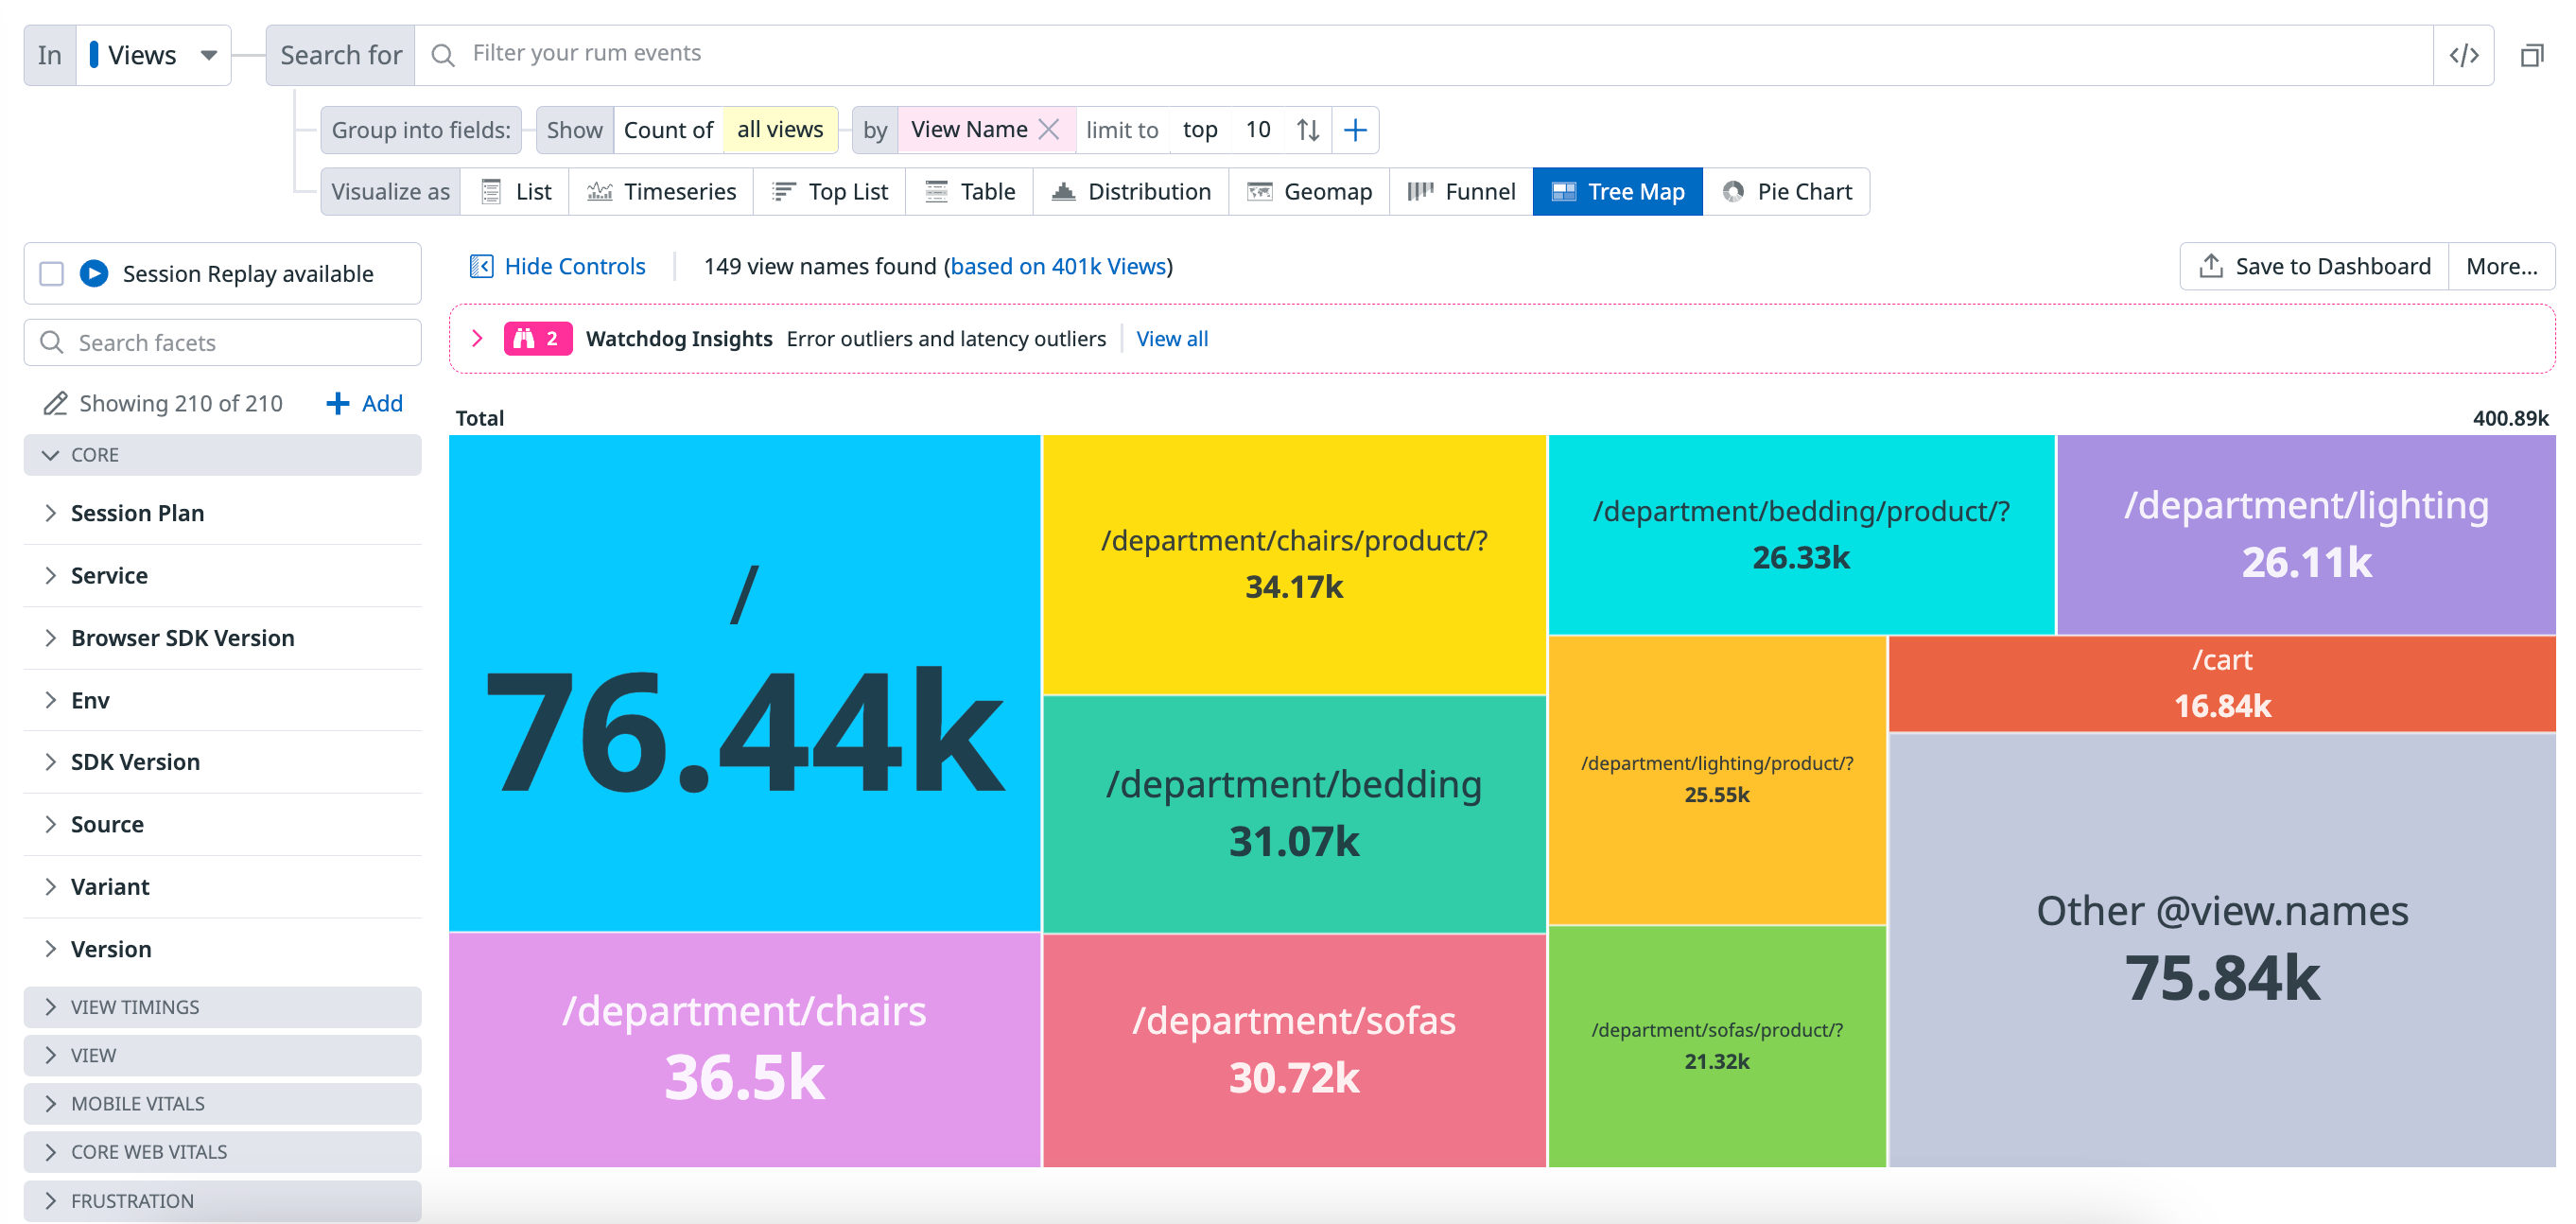 In Views Search for Filter your rum events </>
Group into fields: Show Count of all views by View Name limit to top 10
Visualize as List Timeseries Top List Table Distribution Geomap Funnel Tree Map Pie Chart
Session Replay available
Search facets
Showing 210 of 210 Add
CORE
Session Plan
Service
Browser SDK Version
Env
SDK Version
Source
Variant
Version
VIEW TIMINGS
VIEW
MOBILE VITALS
CORE WEB VITALS
FRUSTRATION
Hide Controls 149 view names found (based on 401k Views) Save to Dashboard More...
2 Watchdog Insights Error outliers and latency outliers View all
Total 400.89k
/
76.44k
/department/chairs
36.5k
/department/chairs/product/?
34.17k
/department/bedding
31.07k
/department/sofas
30.72k
/department/bedding/product/?
26.33k
/department/lighting
26.11k
/department/lighting/product/?
25.55k
/department/sofas/product/?
21.32k
/cart
16.84k
Other @view.names
75.84k